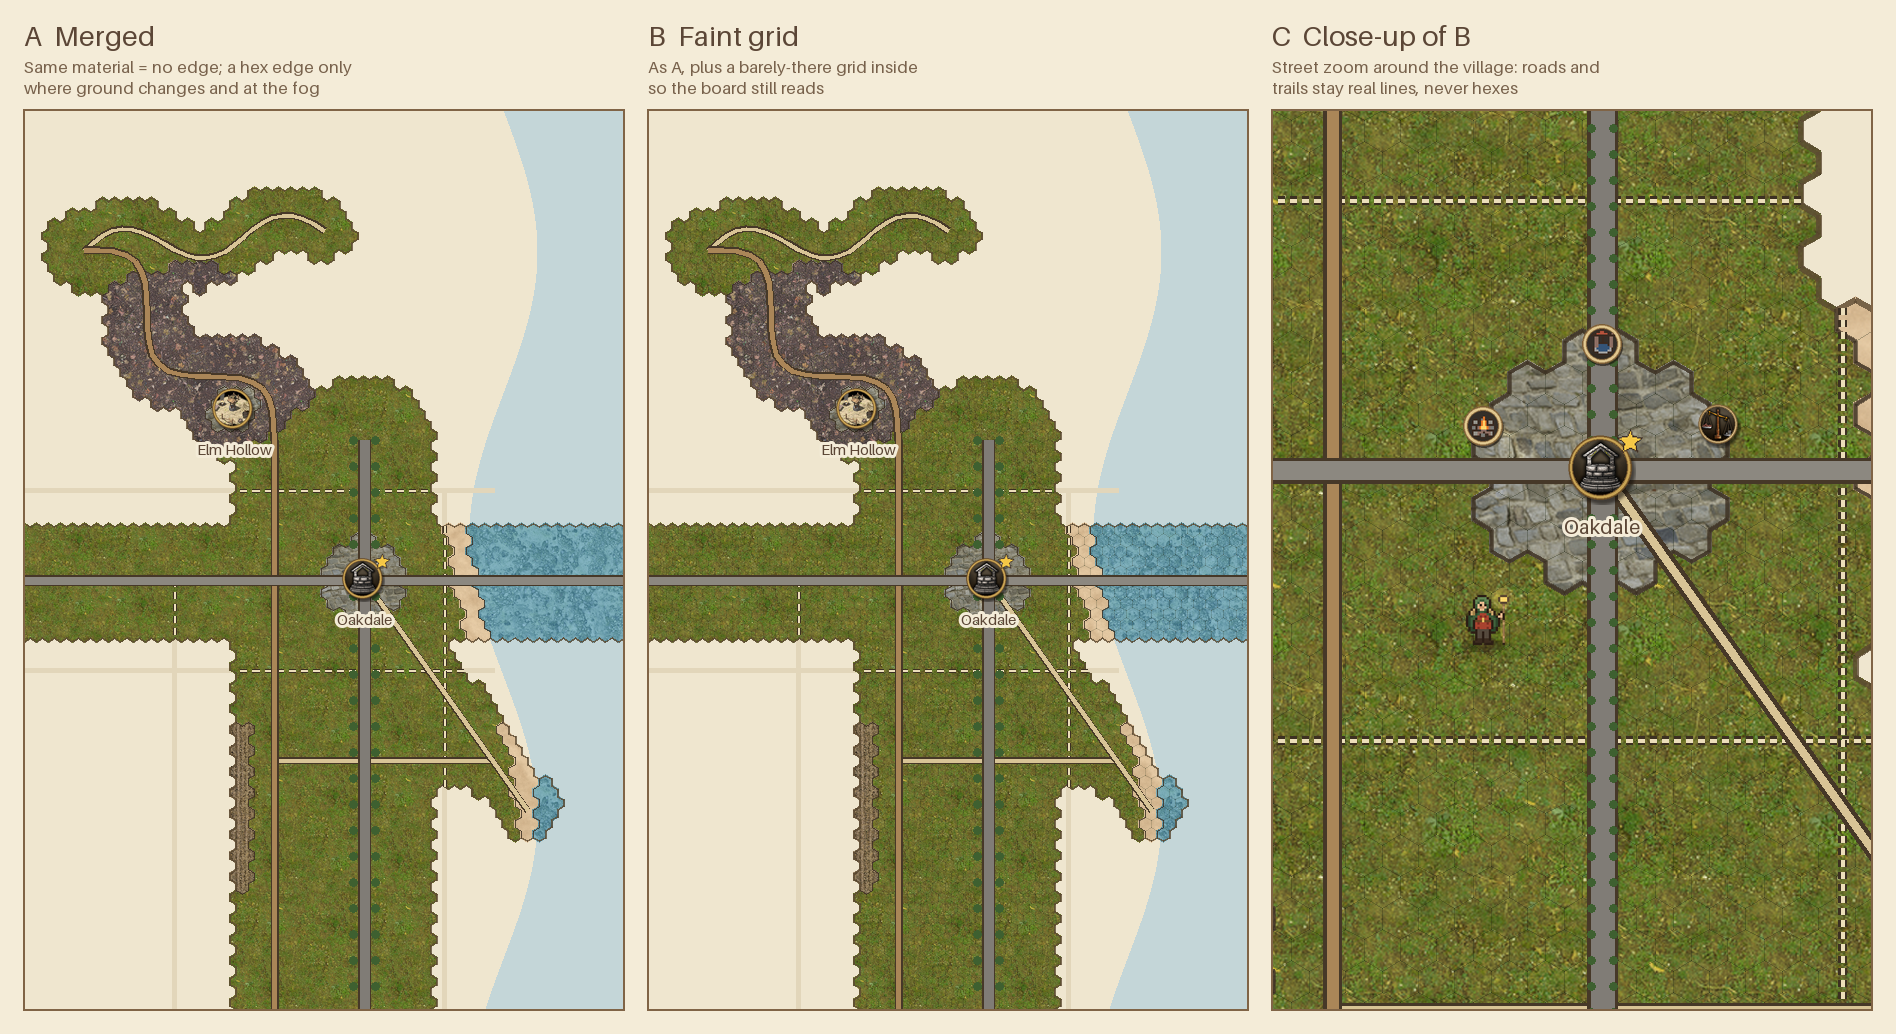 A Merged
Same material = no edge; a hex edge only
where ground changes and at the fog
Elm Hollow
Oakdale
B Faint grid
As A, plus a barely-there grid inside
so the board still reads
Elm Hollow
Oakdale
C Close-up of B
Street zoom around the village: roads and
trails stay real lines, never hexes
Oakdale